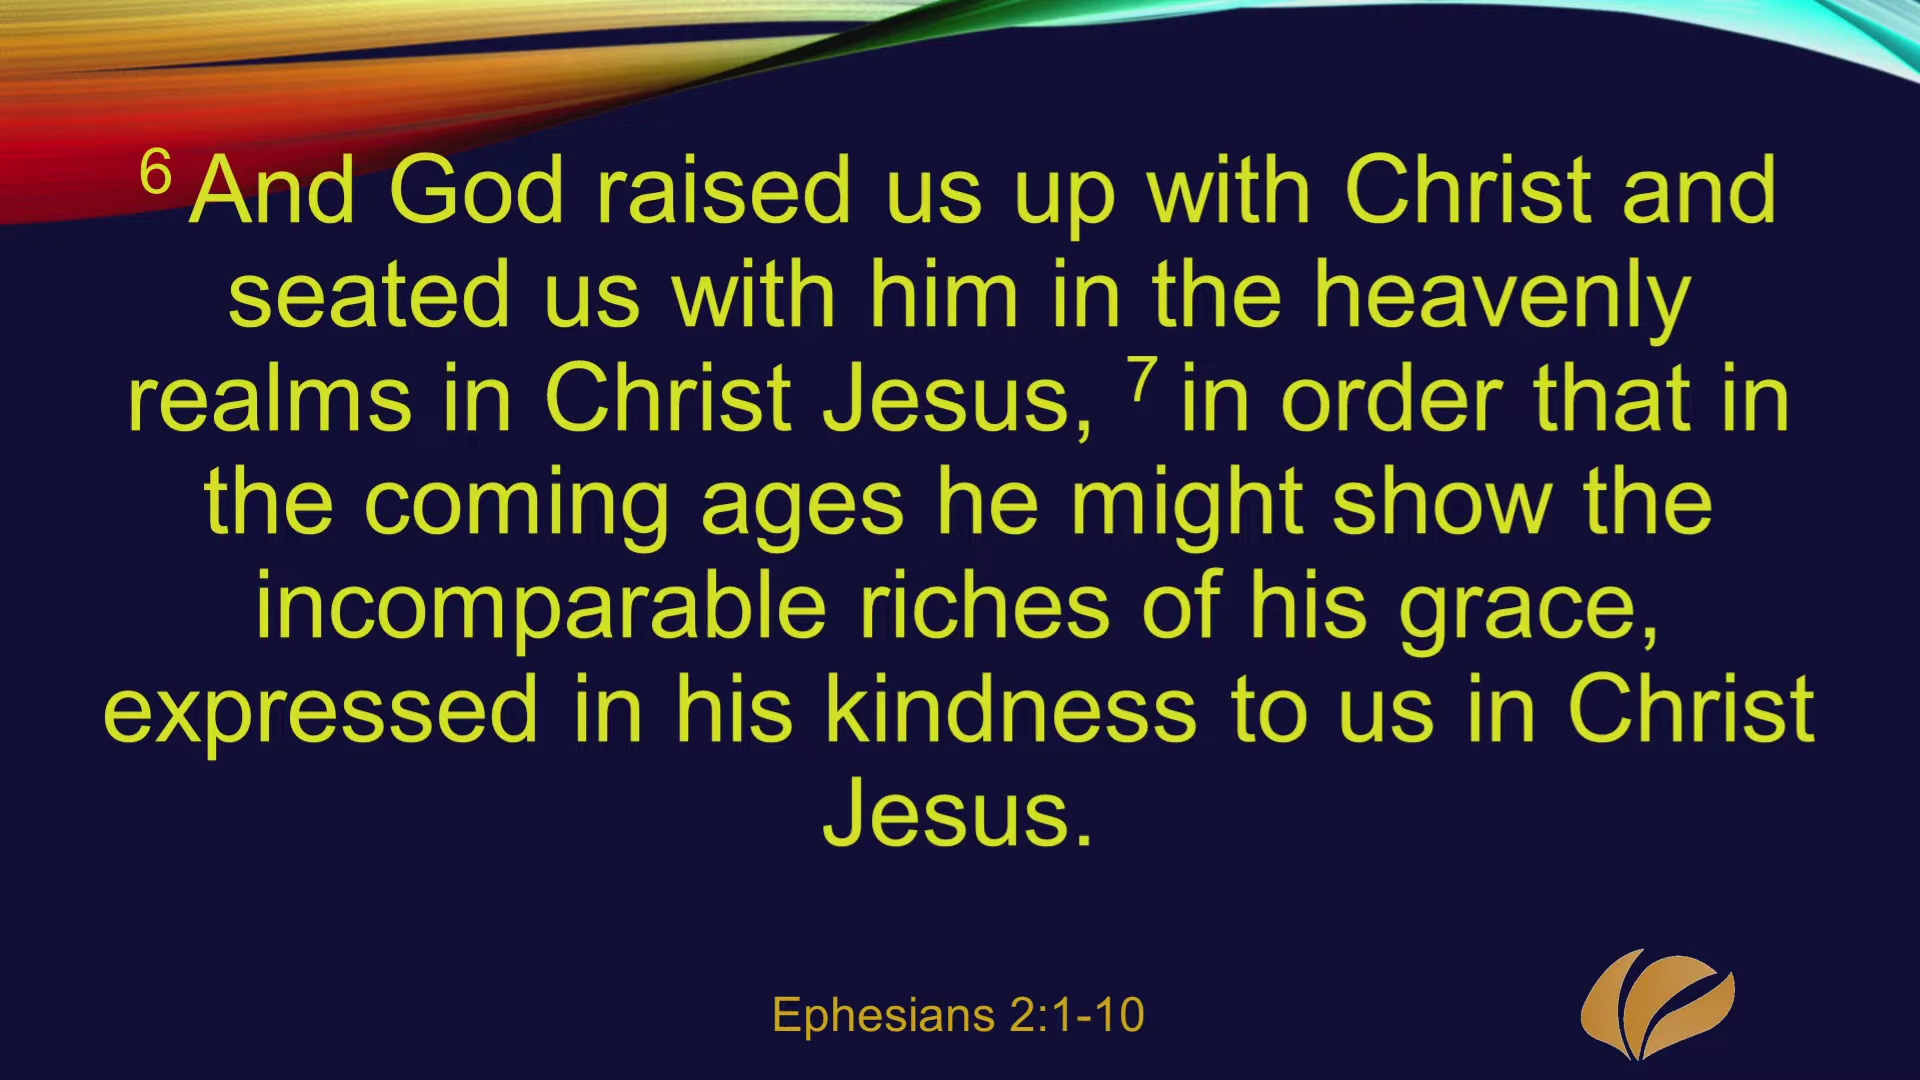 6 And God raised us up with Christ and
seated us with him in the heavenly
realms in Christ Jesus, 7 in order that in
the coming ages he might show the
incomparable riches of his grace,
expressed in his kindness to us in Christ
Jesus.
Ephesians 2:1-10